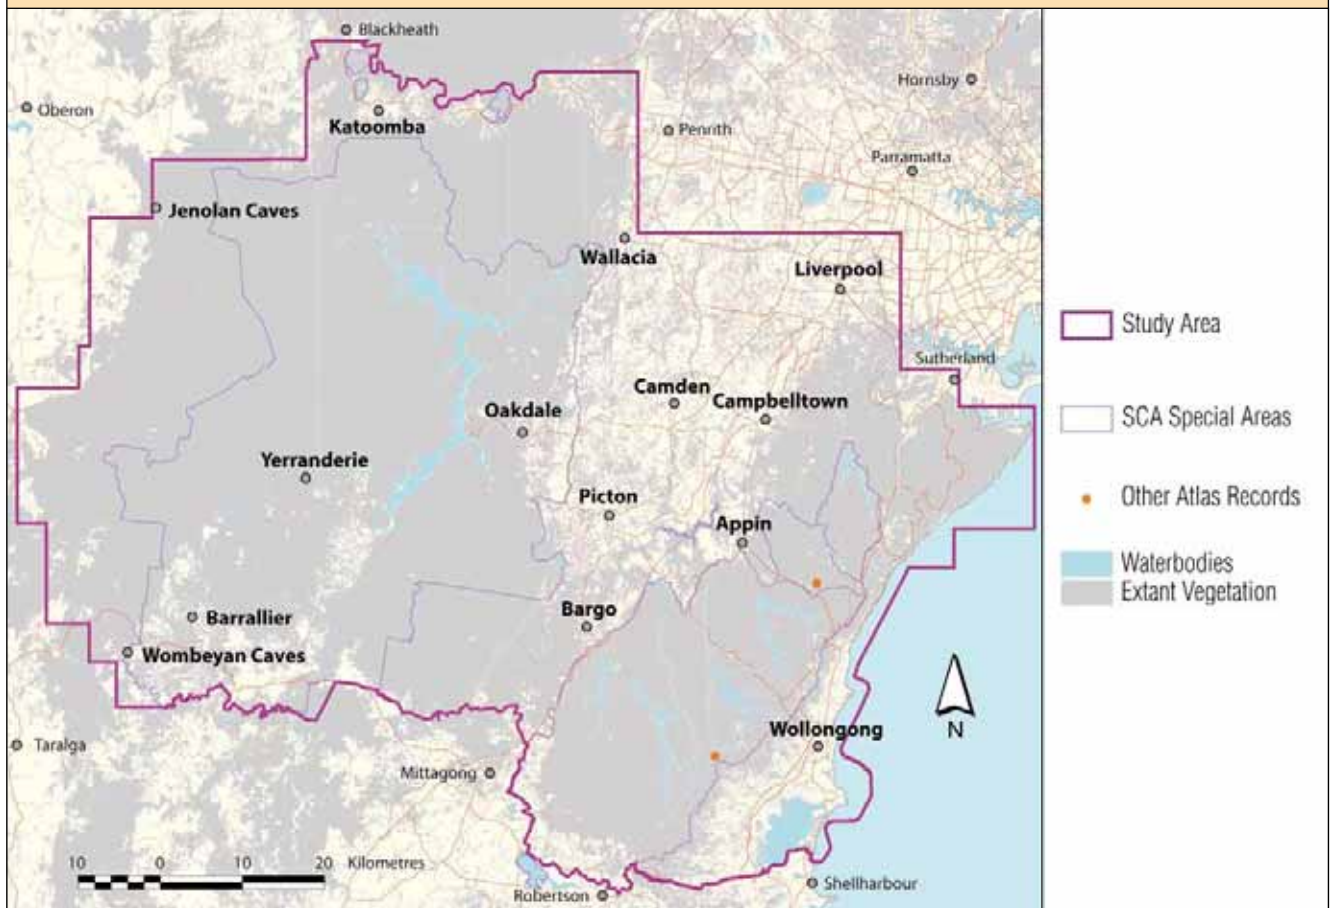 Blackheath
Hornsby
Oberon
Katoomba
Penrith
Parramatta
Jenolan Caves
Wallacia
Liverpool
Study Area
Sutherland
Camden
Campbelltown
Oakdale
SCA Special Areas
Yerranderie
Picton
Other Atlas Records
Appin
Waterbodies
Extant Vegetation
Bargo
Barrallier
Wombeyan Caves
N
Wollongong
Taralga
Mittagong
10 0 10 20 Kilometres
Shellharbour
Robertson